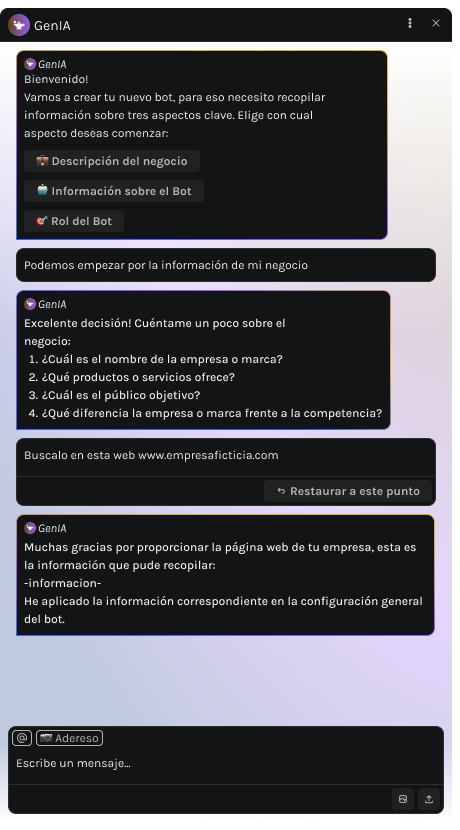 GenIA
GenIA
Bienvenido!
Vamos a crear tu nuevo bot, para eso necesito recopilar
información sobre tres aspectos clave. Elige con cual
aspecto deseas comenzar:
Descripción del negocio
Información sobre el Bot
Rol del Bot
Podemos empezar por la información de mi negocio
GenIA
Excelente decisión! Cuéntame un poco sobre el
negocio:
1. ¿Cuál es el nombre de la empresa o marca?
2. ¿Qué productos o servicios ofrece?
3. ¿Cuál es el público objetivo?
4. ¿Qué diferencia la empresa o marca frente a la competencia?
Buscalo en esta web www.empresaficticia.com
Restaurar a este punto
GenIA
Muchas gracias por proporcionar la página web de tu empresa, esta es
la información que pude recopilar:
-informacion-
He aplicado la información correspondiente en la configuración general
del bot.
@ Adereso
Escribe un mensaje...